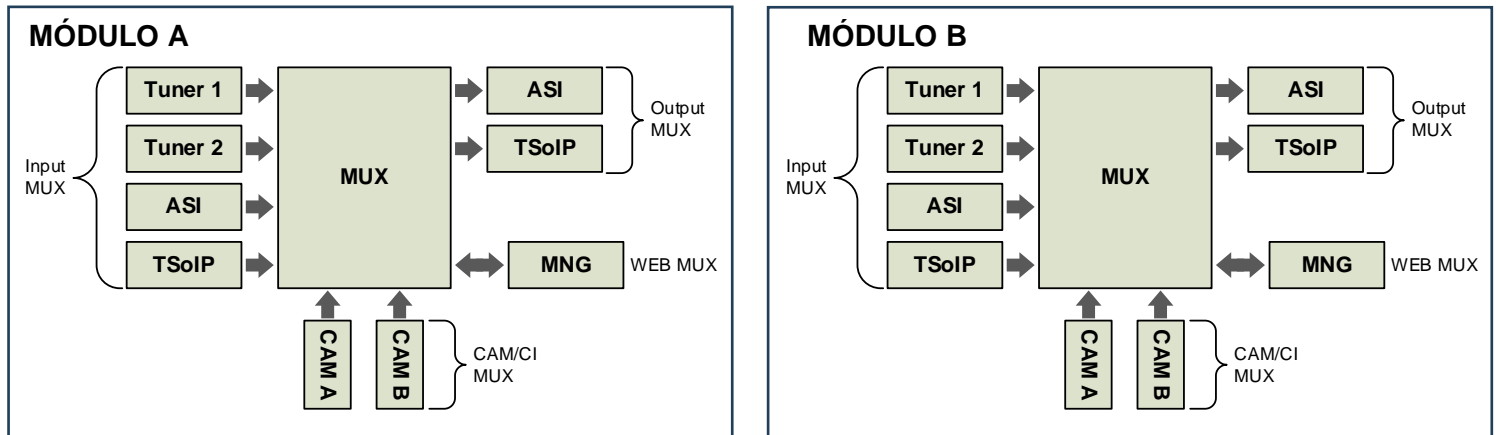 MÓDULO A
Tuner 1
Tuner 2
ASI
TSoIP
Input
MUX
MUX
ASI
TSoIP
Output
MUX
MNG
WEB MUX
CAM A
CAM B
CAM/CI
MUX
MÓDULO B
Tuner 1
Tuner 2
ASI
TSoIP
Input
MUX
MUX
ASI
TSoIP
Output
MUX
MNG
WEB MUX
CAM A
CAM B
CAM/CI
MUX